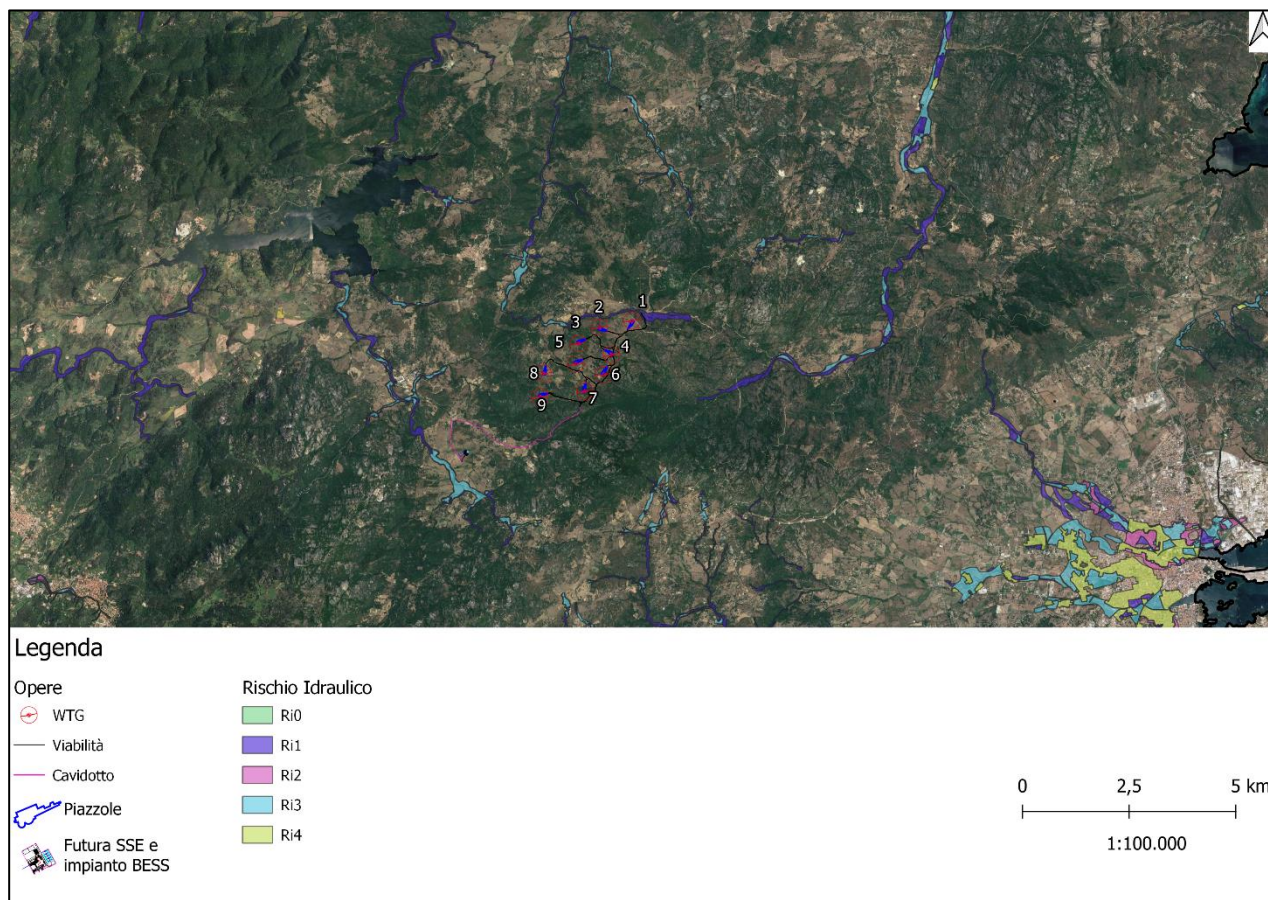 1
2
3
4
5
6
8
7
9
Legenda
Opere
WTG
Viabilità
Cavidotto
Piazzole
Futura SSE e
impianto BESS
Rischio Idraulico
Ri0
Ri1
Ri2
Ri3
Ri4
0 2,5 5 km
1:100.000